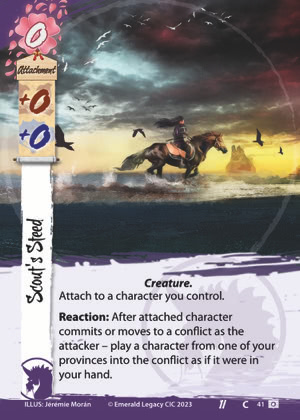 0
Attachment
+0
+0
Scout's Steed
Creature.
Attach to a character you control.
Reaction: After attached character
commits or moves to a conflict as the
attacker – play a character from one of your
provinces into the conflict as if it were in
your hand.
ILLUS: Jérémie Morán © Emerald Legacy CIC 2023 C 41